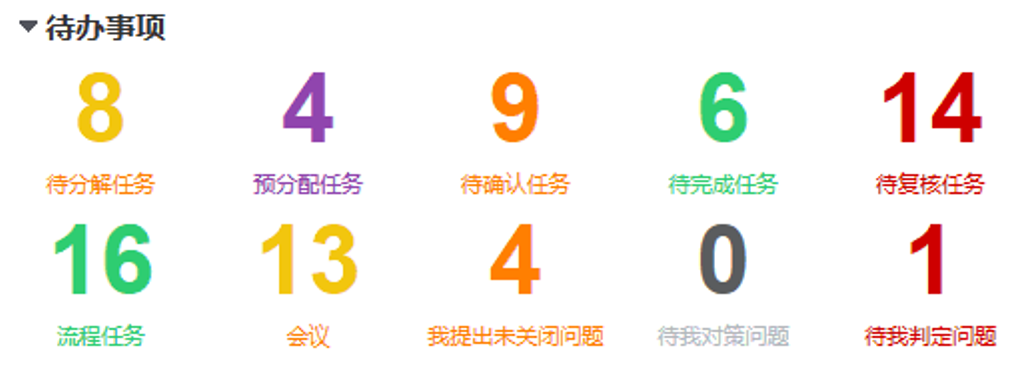 待办事项
8 4 9 6 14
待分解任务 预分配任务 待确认任务 待完成任务 待复核任务
16 13 4 0 1
流程任务 会议 我提出未关闭问题 待我对策问题 待我判定问题